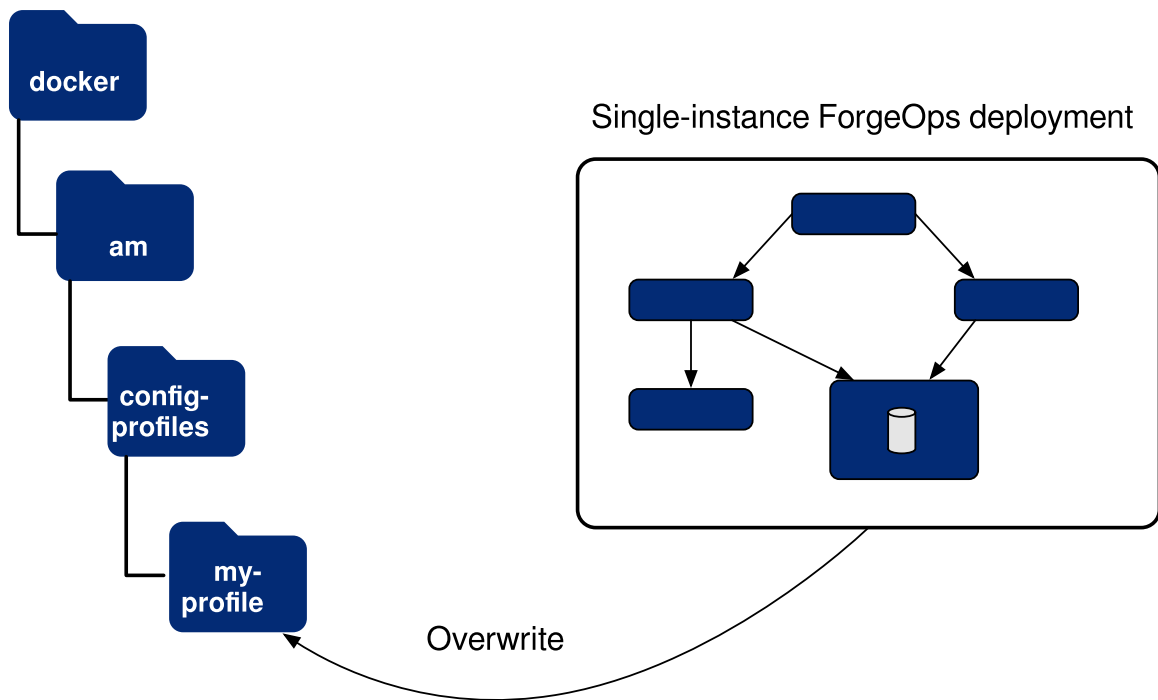 docker
am
config-
profiles
my-
profile
Single-instance ForgeOps deployment
Overwrite